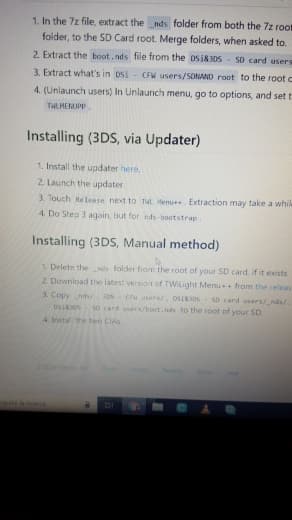 1. In the 7z file, extract the _nds folder from both the 7z root
folder, to the SD Card root. Merge folders, when asked to.
2. Extract the boot.nds file from the DSi&3DS - SD card users
3. Extract what's in DSi - CFW users/SDNAND root to the root
4. (Unlaunch users) In Unlaunch menu, go to options, and set
TWLMENUPP.
Installing (3DS, via Updater)
1. Install the updater here.
2. Launch the updater
3. Touch Release next to TWL Menu++. Extraction may take a
4. Do Step 3 again, but for nds-bootstrap.
Installing (3DS, Manual method)
1. Delete the _nds folder from the root of your SD card, if it exists
2. Download the latest version of TWiLight Menu++ from the
3. Copy _nds/, 3DS - CFW users/, DSi&3DS - SD card users/_nds/,
DSi&3DS - SD card users/boot.nds to the root of your SD
4. Install the two CIAs